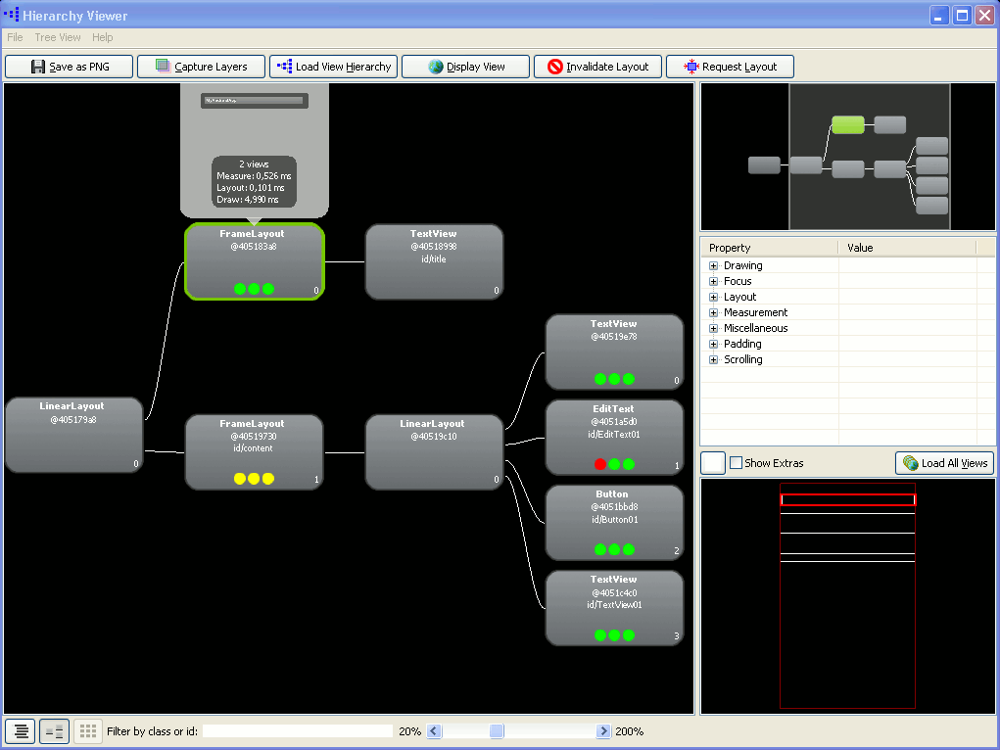 Hierarchy Viewer
File Tree View Help
Save as PNG Capture Layers Load View Hierarchy Display View Invalidate Layout Request Layout
MyAndroidApp
2 views
Measure: 0,526 ms
Layout: 0,101 ms
Draw: 4,990 ms
FrameLayout
@405183a8
0
TextView
@40518998
id/title
0
TextView
@40519e78
0
LinearLayout
@405179a8
0
FrameLayout
@40519730
id/content
1
LinearLayout
@40519c10
0
EditText
@4051a5d0
id/EditText01
1
Button
@4051bbd8
id/Button01
2
TextView
@4051c4c0
id/TextView01
3
Property Value
Drawing
Focus
Layout
Measurement
Miscellaneous
Padding
Scrolling
Show Extras Load All Views
Filter by class or id: 20% 200%